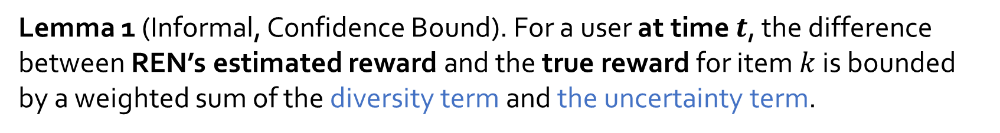 Lemma 1 (Informal, Confidence Bound). For a user at time t, the difference
between REN’s estimated reward and the true reward for item k is bounded
by a weighted sum of the diversity term and the uncertainty term.